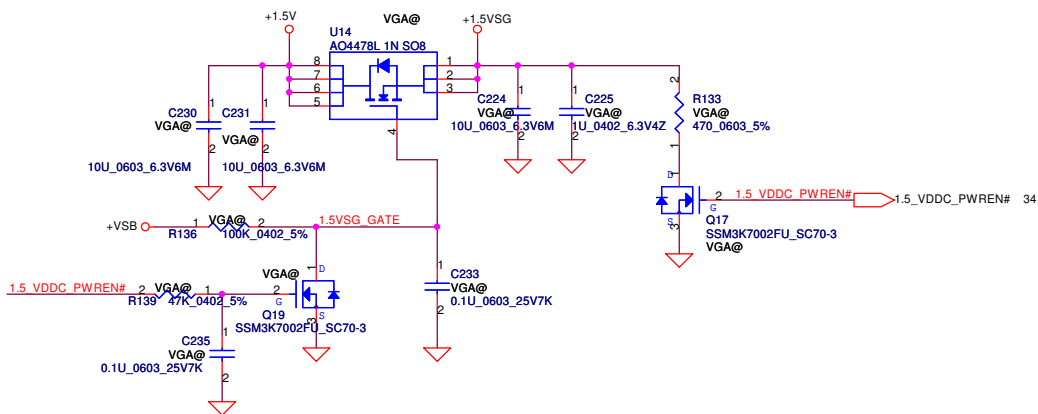 +1.5V
VGA@
+1.5VSG
U14
AO4478L 1N SO8
8
7
6
5
1
2
3
4
1
C230
VGA@
2
10U_0603_6.3V6M
1
C231
VGA@
2
10U_0603_6.3V6M
1
C224
VGA@
10U_0603_6.3V6M
2
1
C225
VGA@
1U_0402_6.3V4Z
2
2
R133
VGA@
470_0603_5%
1
1
D
2
G
S
3
Q17
SSM3K7002FU_SC70-3
VGA@
1.5_VDDC_PWREN#
1.5_VDDC_PWREN# 34
+VSB
1
VGA@
2
R136
100K_0402_5%
1.5VSG_GATE
1.5_VDDC_PWREN#
2
VGA@
1
R139
47K_0402_5%
VGA@
1
D
2
G
S
3
Q19
SSM3K7002FU_SC70-3
1
C233
VGA@
0.1U_0603_25V7K
2
1
C235
VGA@
0.1U_0603_25V7K
2